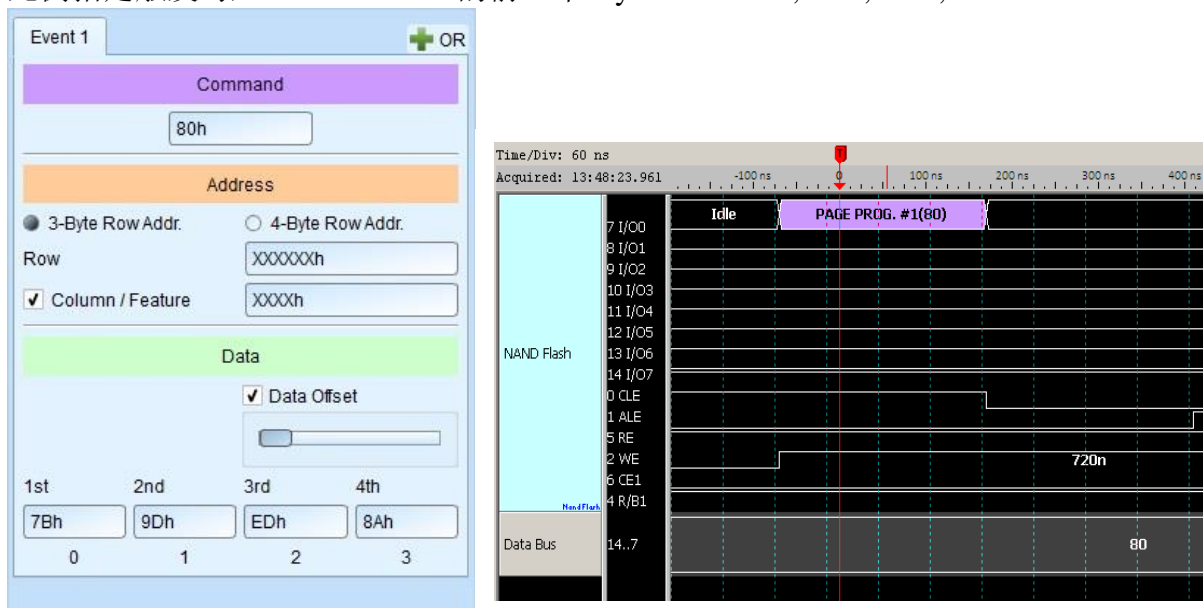 Event 1
OR
Command
80h
Address
3-Byte Row Addr.
4-Byte Row Addr.
Row
XXXXXXh
Column / Feature
XXXXh
Data
Data Offset
1st 2nd 3rd 4th
7Bh 9Dh EDh 8Ah
0 1 2 3
Time/Div: 60 ns
Acquired: 13:48:23.961
-100 ns 0 100 ns 200 ns 300 ns 400 ns
Idle
PAGE PROG. #1(80)
7 I/O0
8 I/O1
9 I/O2
10 I/O3
11 I/O4
12 I/O5
NAND Flash
13 I/O6
14 I/O7
0 CLE
1 ALE
5 RE
2 WE
720n
6 CE1
4 R/B1
NandFlash
Data Bus
14..7
80